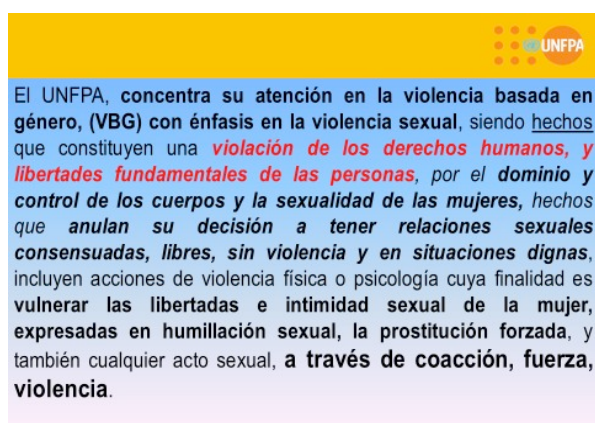 UNFPA
El UNFPA, concentra su atención en la violencia basada en
género, (VBG) con énfasis en la violencia sexual, siendo hechos
que constituyen una violación de los derechos humanos, y
libertades fundamentales de las personas, por el dominio y
control de los cuerpos y la sexualidad de las mujeres, hechos
que anulan su decisión a tener relaciones sexuales
consensuadas, libres, sin violencia y en situaciones dignas,
incluyen acciones de violencia física o psicología cuya finalidad es
vulnerar las libertadas e intimidad sexual de la mujer,
expresadas en humillación sexual, la prostitución forzada, y
también cualquier acto sexual, a través de coacción, fuerza,
violencia.